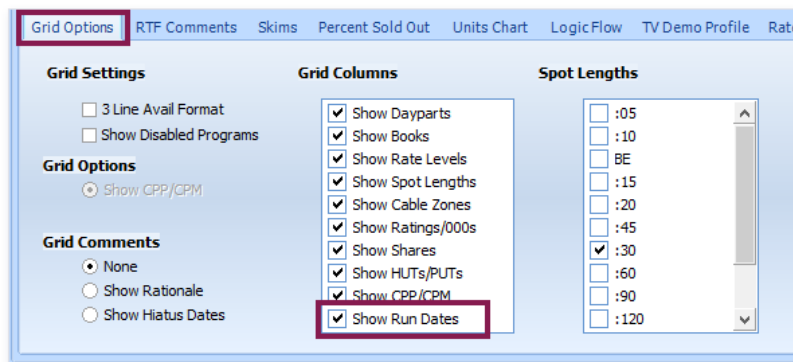 Grid Options RTF Comments Skims Percent Sold Out Units Chart LogicFlow TV Demo Profile
Grid Settings
3 Line Avail Format
Show Disabled Programs
Grid Options
Show CPP/CPM
Grid Comments
None
Show Rationale
Show Hiatus Dates
Grid Columns
Show Dayparts
Show Books
Show Rate Levels
Show Spot Lengths
Show Cable Zones
Show Ratings/000s
Show Shares
Show HUTs/PUTs
Show CPP/CPM
Show Run Dates
Spot Lengths
:05
:10
BE
:15
:20
:45
:30
:60
:90
:120